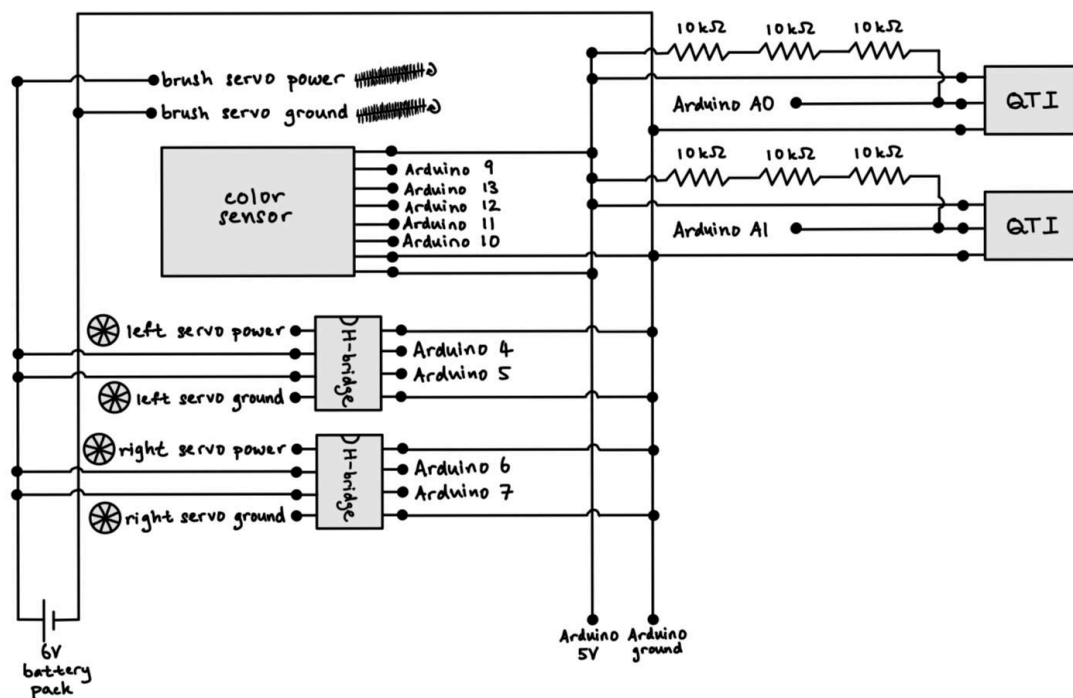 10kΩ 10kΩ 10kΩ
brush servo power
QTI
Arduino A0
brush servo ground
10kΩ 10kΩ 10kΩ
color
sensor
Arduino 9
Arduino 13
Arduino 12
Arduino 11
Arduino 10
Arduino A1
QTI
left servo power
H-bridge
Arduino 4
Arduino 5
left servo ground
right servo power
H-bridge
Arduino 6
Arduino 7
right servo ground
6V
battery
pack
Arduino
5V
Arduino
ground